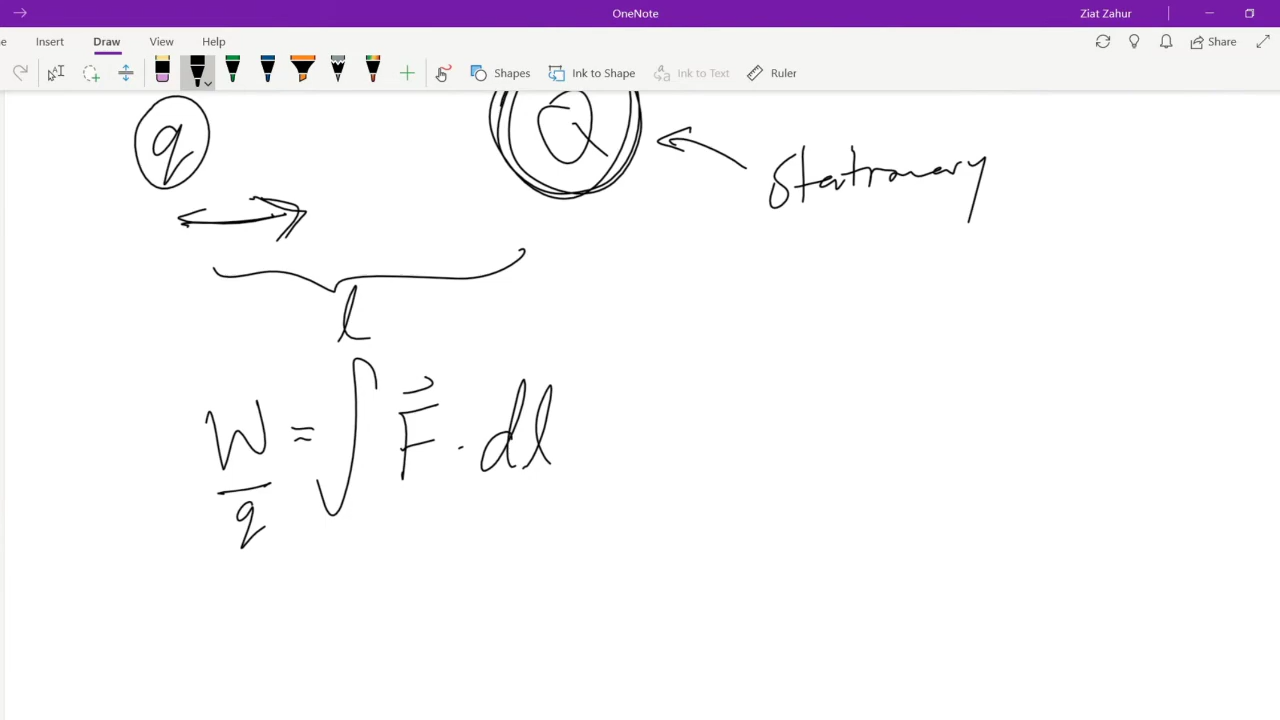 OneNote
Ziat Zahur
Insert Draw View Help
Share
Shapes Ink to Shape Ink to Text Ruler
q Q
stationary
l
W/q = ∫ F⃗ · dl